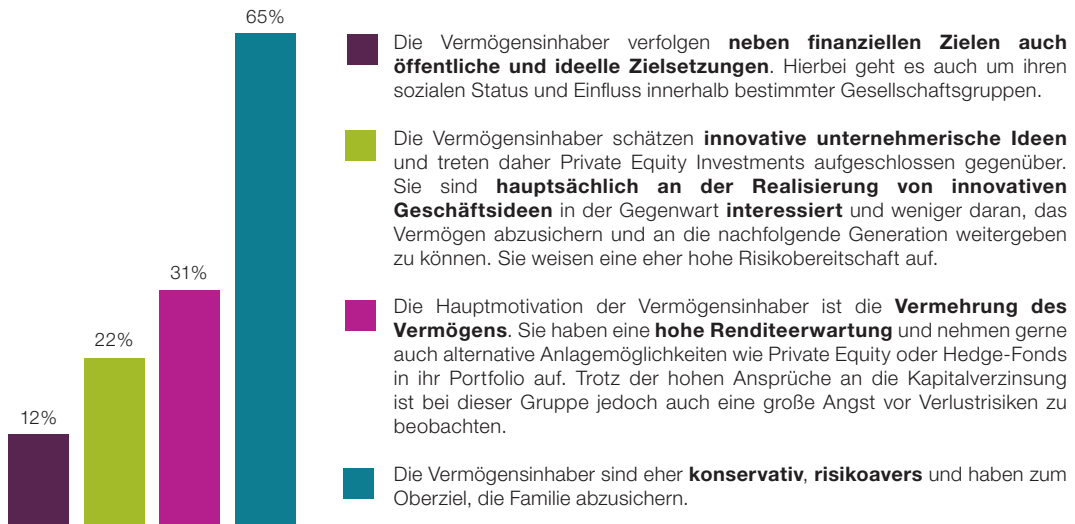 65%
31%
22%
12%
Die Vermögensinhaber verfolgen neben finanziellen Zielen auch
öffentliche und ideelle Zielsetzungen. Hierbei geht es auch um ihren
sozialen Status und Einfluss innerhalb bestimmter Gesellschaftsgruppen.
Die Vermögensinhaber schätzen innovative unternehmerische Ideen
und treten daher Private Equity Investments aufgeschlossen gegenüber.
Sie sind hauptsächlich an der Realisierung von innovativen
Geschäftsideen in der Gegenwart interessiert und weniger daran, das
Vermögen abzusichern und an die nachfolgende Generation weitergeben
zu können. Sie weisen eine eher hohe Risikobereitschaft auf.
Die Hauptmotivation der Vermögensinhaber ist die Vermehrung des
Vermögens. Sie haben eine hohe Renditeerwartung und nehmen gerne
auch alternative Anlagemöglichkeiten wie Private Equity oder Hedge-Fonds
in ihr Portfolio auf. Trotz der hohen Ansprüche an die Kapitalverzinsung
ist bei dieser Gruppe jedoch auch eine große Angst vor Verlustrisiken zu
beobachten.
Die Vermögensinhaber sind eher konservativ, risikoavers und haben zum
Oberziel, die Familie abzusichern.